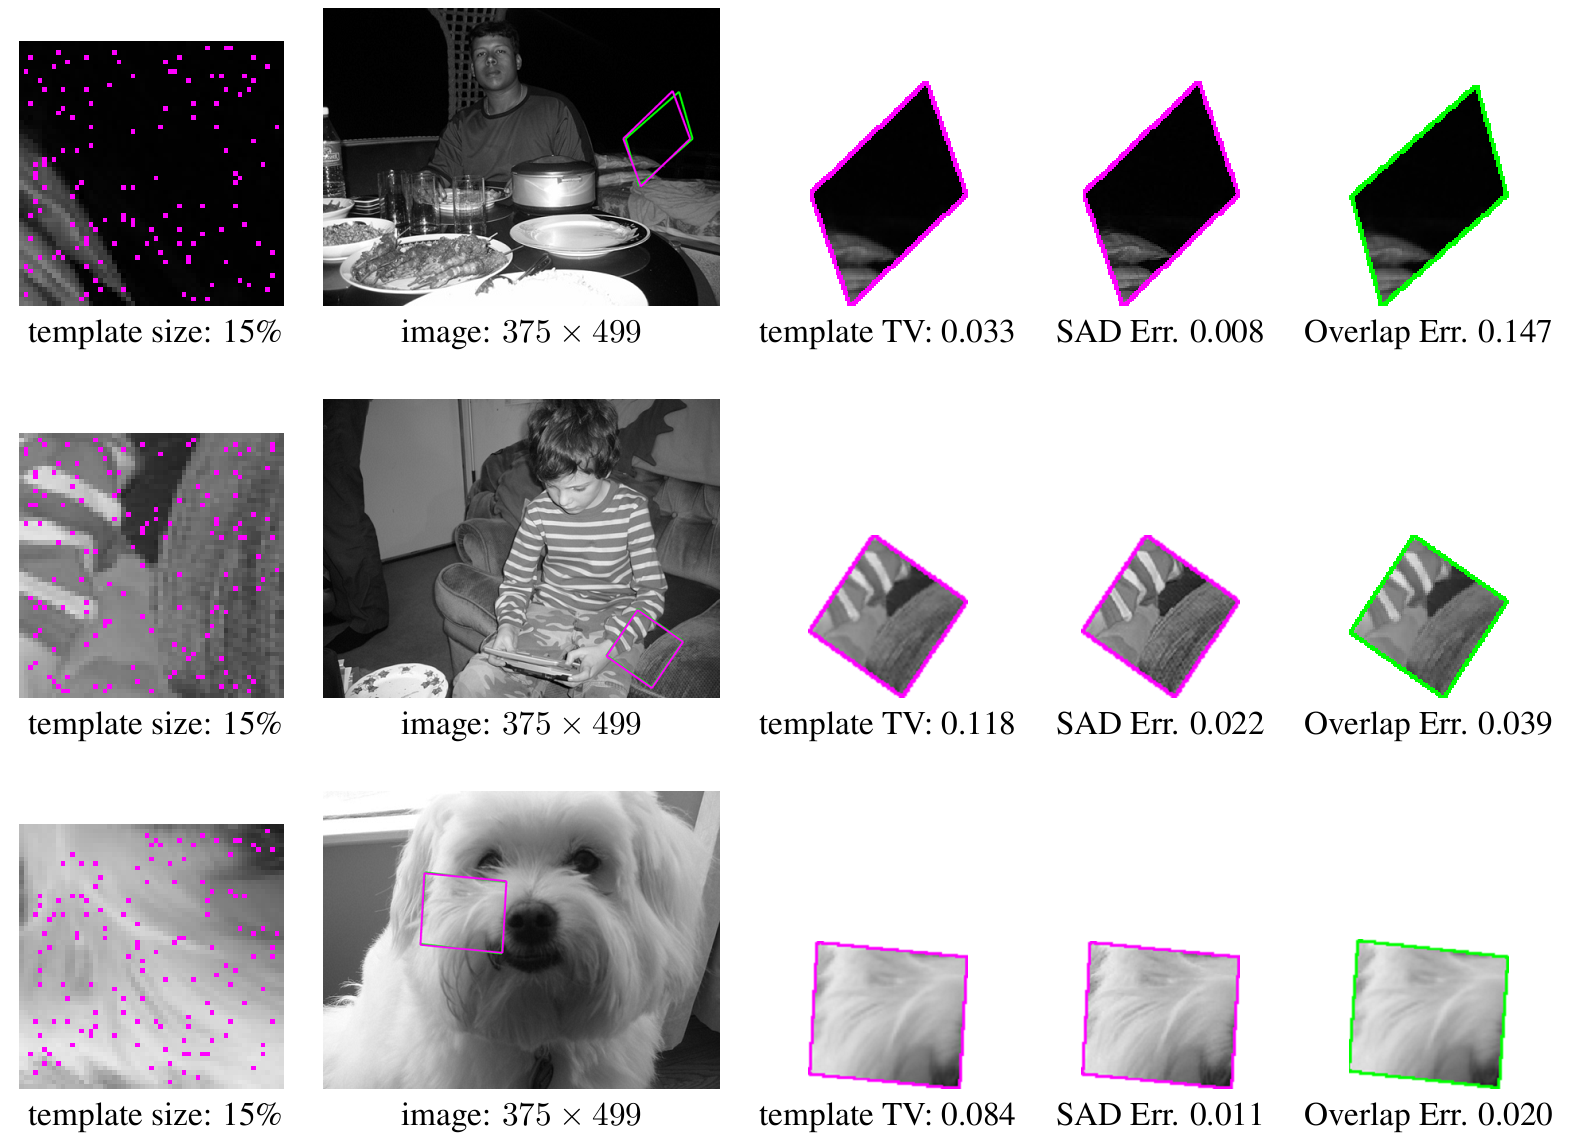 template size: 15% image: 375 × 499 template TV: 0.033 SAD Err. 0.008 Overlap Err. 0.147
template size: 15% image: 375 × 499 template TV: 0.118 SAD Err. 0.022 Overlap Err. 0.039
template size: 15% image: 375 × 499 template TV: 0.084 SAD Err. 0.011 Overlap Err. 0.020